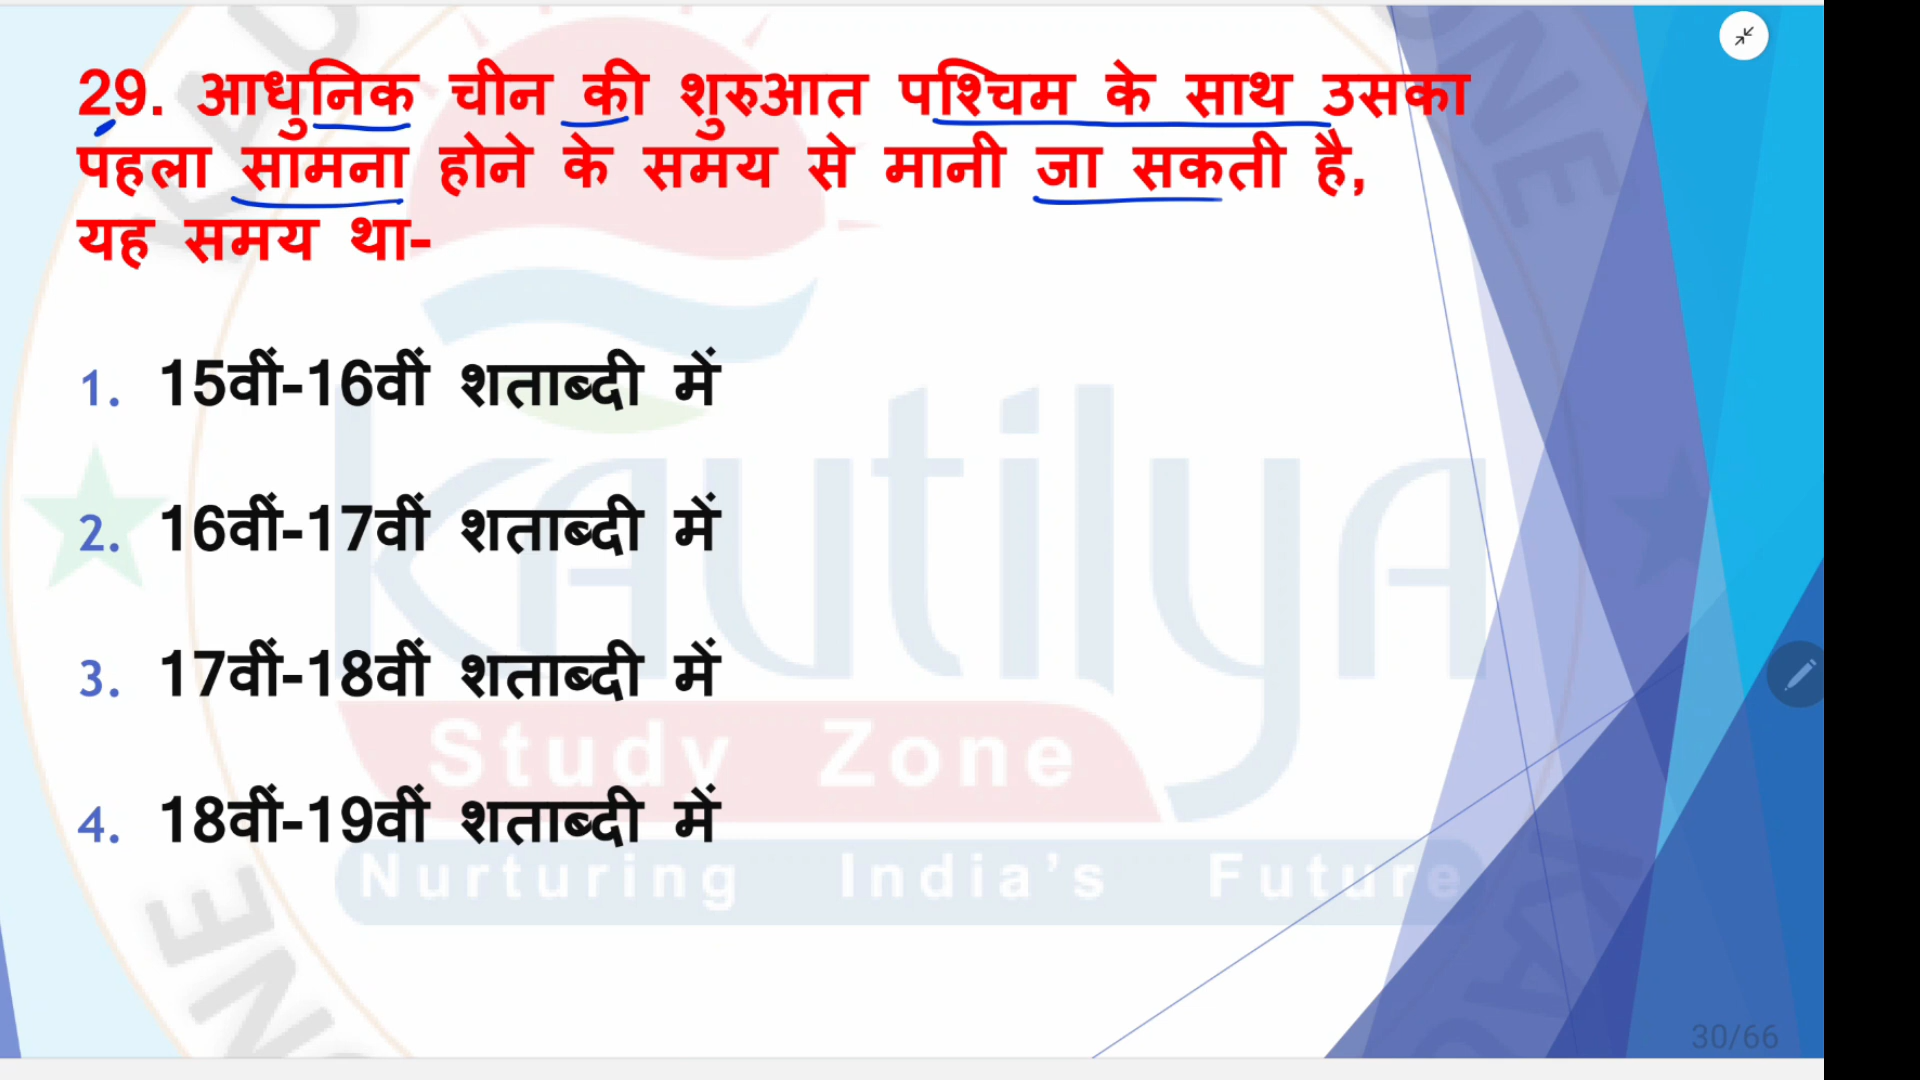 29. आधुनिक चीन की शुरुआत पश्चिम के साथ उसका
पहला सामना होने के समय से मानी जा सकती है,
यह समय था-
1. 15वीं-16वीं शताब्दी में
2. 16वीं-17वीं शताब्दी में
3. 17वीं-18वीं शताब्दी में
4. 18वीं-19वीं शताब्दी में
Kautilya
Study Zone
Nurturing India's Future
30/66